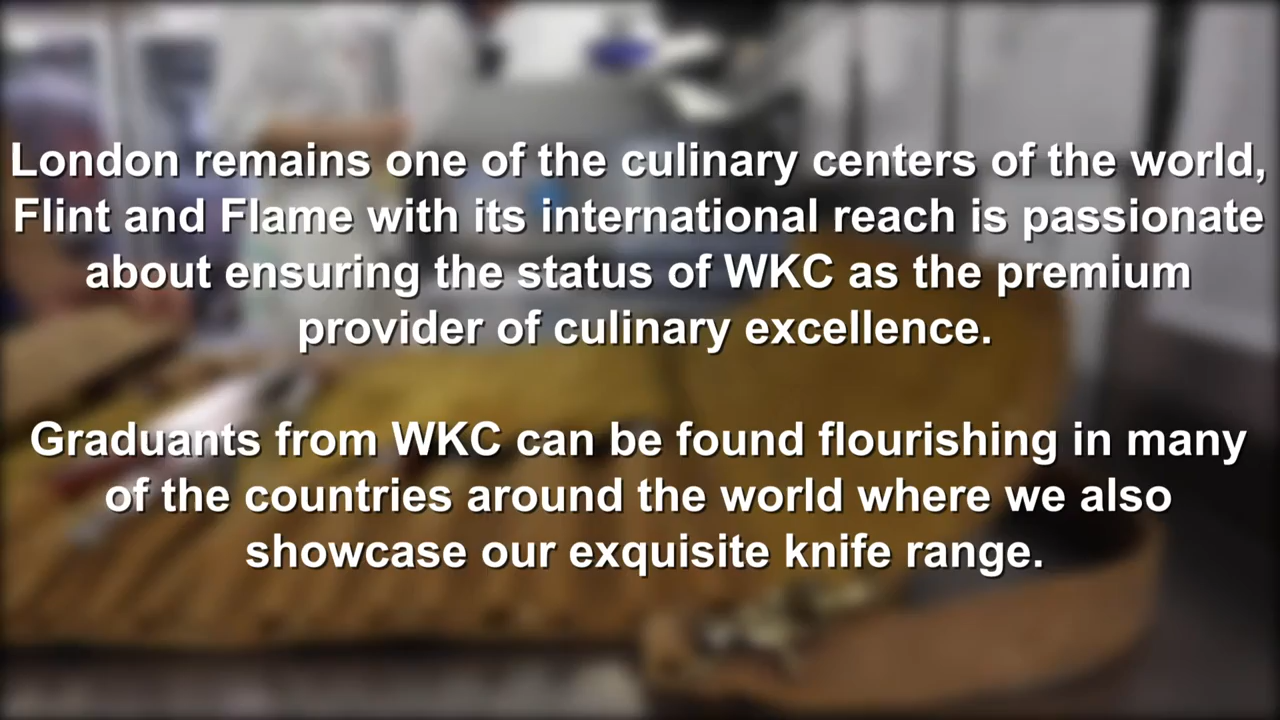 London remains one of the culinary centers of the world,
Flint and Flame with its international reach is passionate
about ensuring the status of WKC as the premium
provider of culinary excellence.
Graduants from WKC can be found flourishing in many
of the countries around the world where we also
showcase our exquisite knife range.